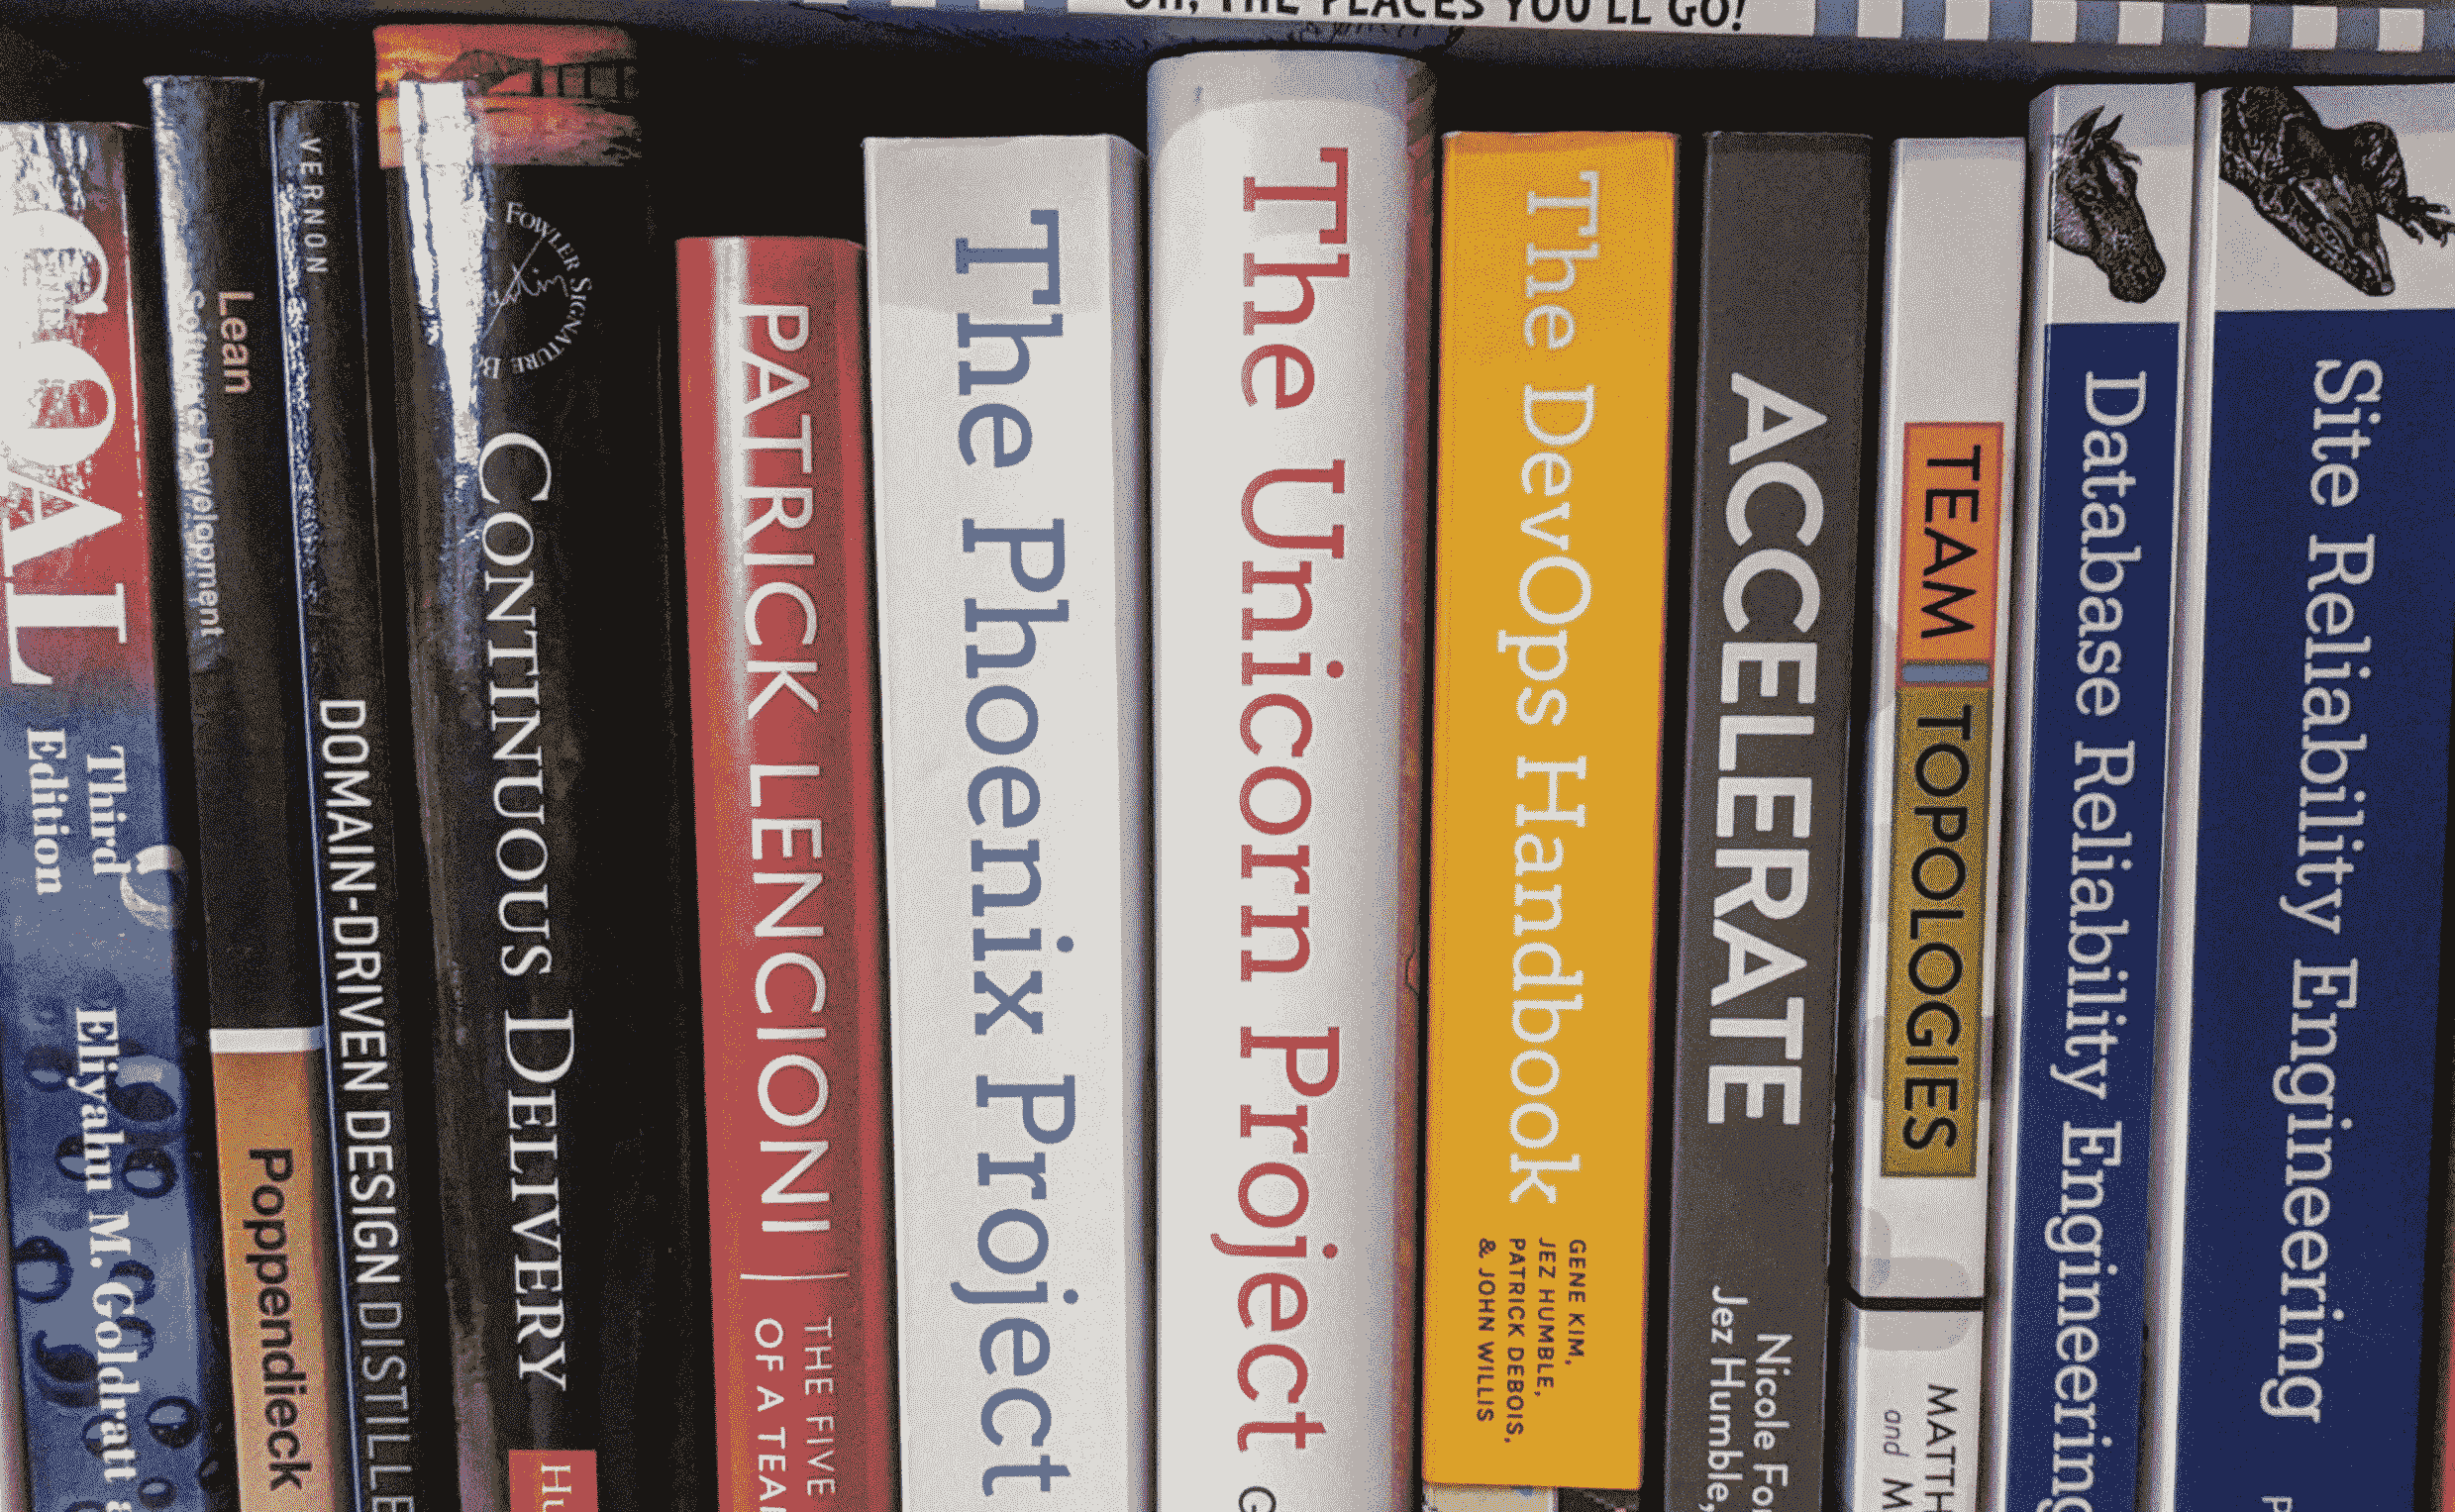 OH, THE PLACES YOU'LL GO!
GOAL
Third
Edition
Eliyahu M. Goldratt
Lean
Software Development
Poppendieck
VERNON
DOMAIN-DRIVEN DESIGN DISTILLE
FOWLER SIGNATURE
CONTINUOUS DELIVERY
Hu
PATRICK LENCIONI
THE FIVE
OF A TEA
The Phoenix Project
The Unicorn Project
G
The DevOps Handbook
GENE KIM,
JEZ HUMBLE,
PATRICK DEBOIS,
& JOHN WILLIS
ACCELERATE
Nicole For
Jez Humble,
TEAM TOPOLOGIES
MATTH
and M
Database Reliability Engineering
Site Reliability Engineering